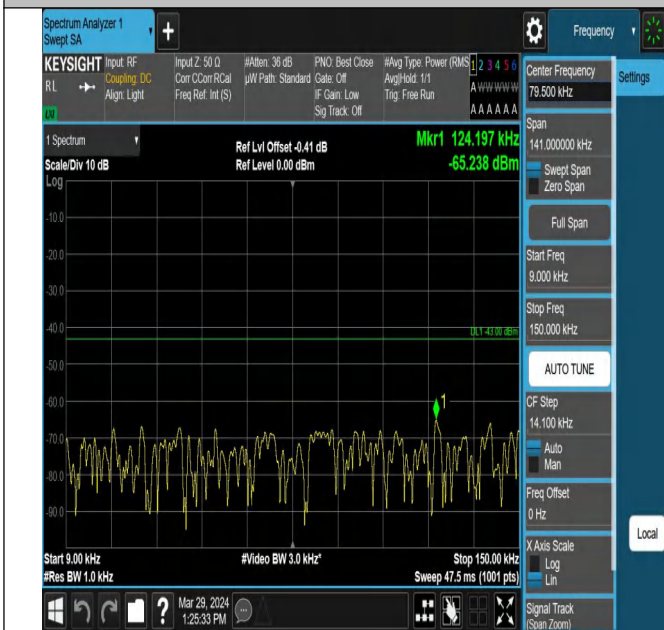 Spectrum Analyzer 1
Swept SA
+
Frequency
KEYSIGHT
RL
LXI
Input: RF
Coupling: DC
Align: Light
Input Z: 50 Ω
Corr CCorr RCal
Freq Ref: Int (S)
#Atten: 36 dB
µW Path: Standard
PNO: Best Close
Gate: Off
IF Gain: Low
Sig Track: Off
#Avg Type: Power (RMS
Avg|Hold: 1/1
Trig: Free Run
1 2 3 4 5 6
A W W W W W
A A A A A A
1 Spectrum
Scale/Div 10 dB
Log
Ref Lvl Offset -0.41 dB
Ref Level 0.00 dBm
Mkr1 124.197 kHz
-65.238 dBm
-10.0
-20.0
-30.0
-40.0
-50.0
-60.0
-70.0
-80.0
-90.0
DL1 -43.00 dBm
1
Start 9.00 kHz
#Res BW 1.0 kHz
#Video BW 3.0 kHz*
Stop 150.00 kHz
Sweep 47.5 ms (1001 pts)
?
Mar 29, 2024
1:25:33 PM
Center Frequency
79.500 kHz
Settings
Span
141.000000 kHz
Swept Span
Zero Span
Full Span
Start Freq
9.000 kHz
Stop Freq
150.000 kHz
AUTO TUNE
CF Step
14.100 kHz
Auto
Man
Freq Offset
0 Hz
X Axis Scale
Log
Lin
Local
Signal Track
(Span Zoom)